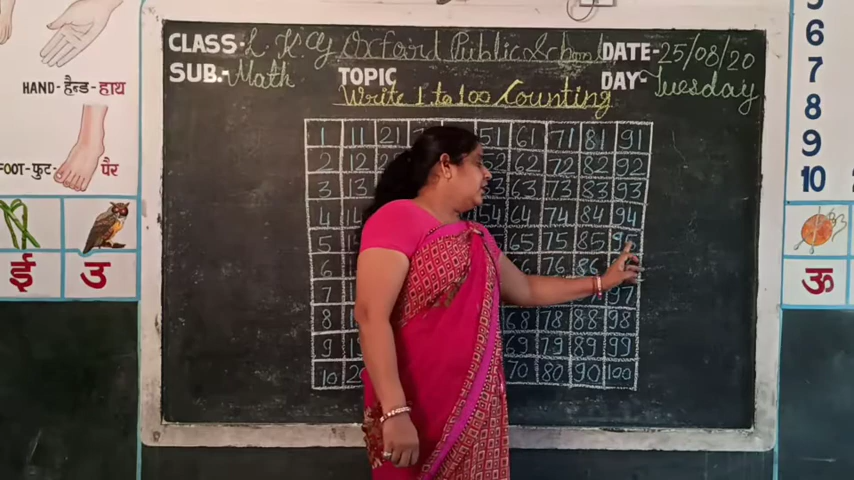 CLASS:- L.K.G Oxford Public School DATE:- 25/08/20
SUB.- Math TOPIC DAY- Tuesday
Write 1 to 100 Counting
1 11 21 51 61 71 81 91
2 12 22 52 62 72 82 92
3 13 23 53 63 73 83 93
4 14 54 64 74 84 94
5 15 65 75 85
6 16 76 86
7 17 97
8 18 68 78 88 98
9 19 69 79 89 99
10 20 70 80 90 100
HAND-हैन्ड-हाथ
FOOT-फुट-पैर
ई उ
ऊ
5
6
7
8
9
10